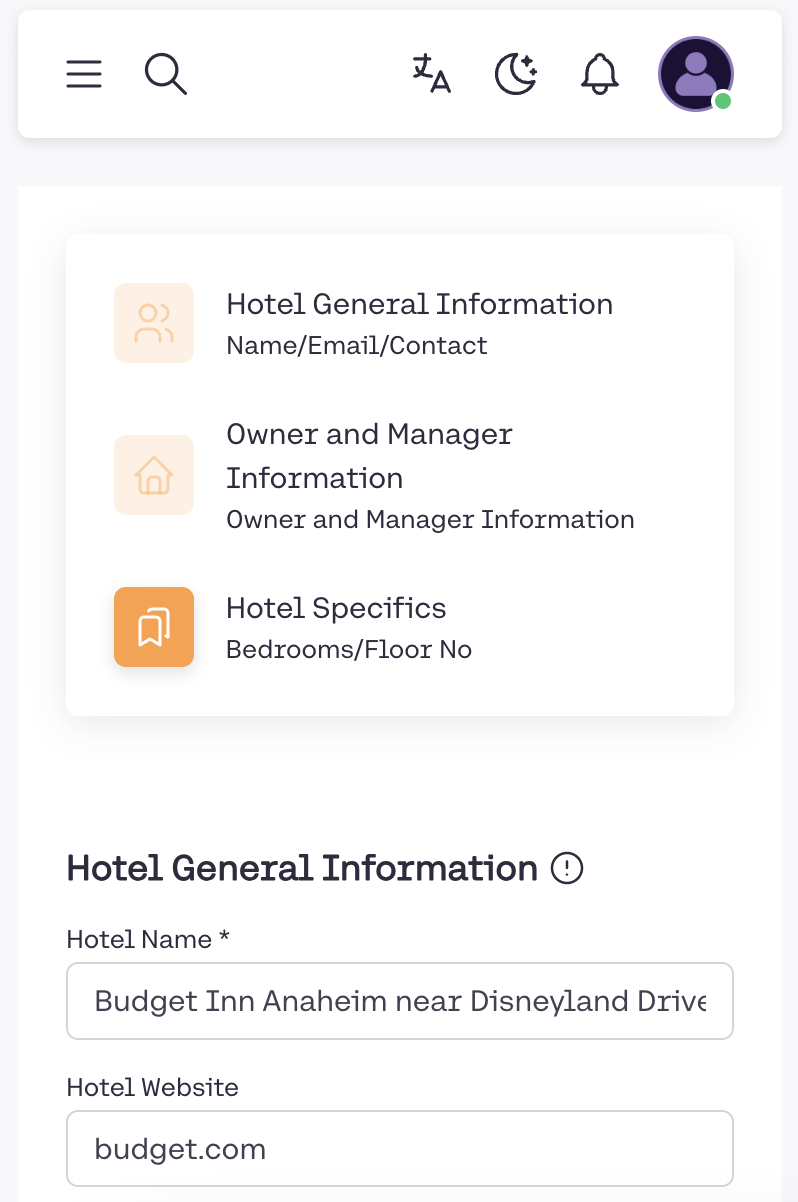 Hotel General Information
Name/Email/Contact
Owner and Manager
Information
Owner and Manager Information
Hotel Specifics
Bedrooms/Floor No
Hotel General Information
Hotel Name *
Budget Inn Anaheim near Disneyland Drive
Hotel Website
budget.com